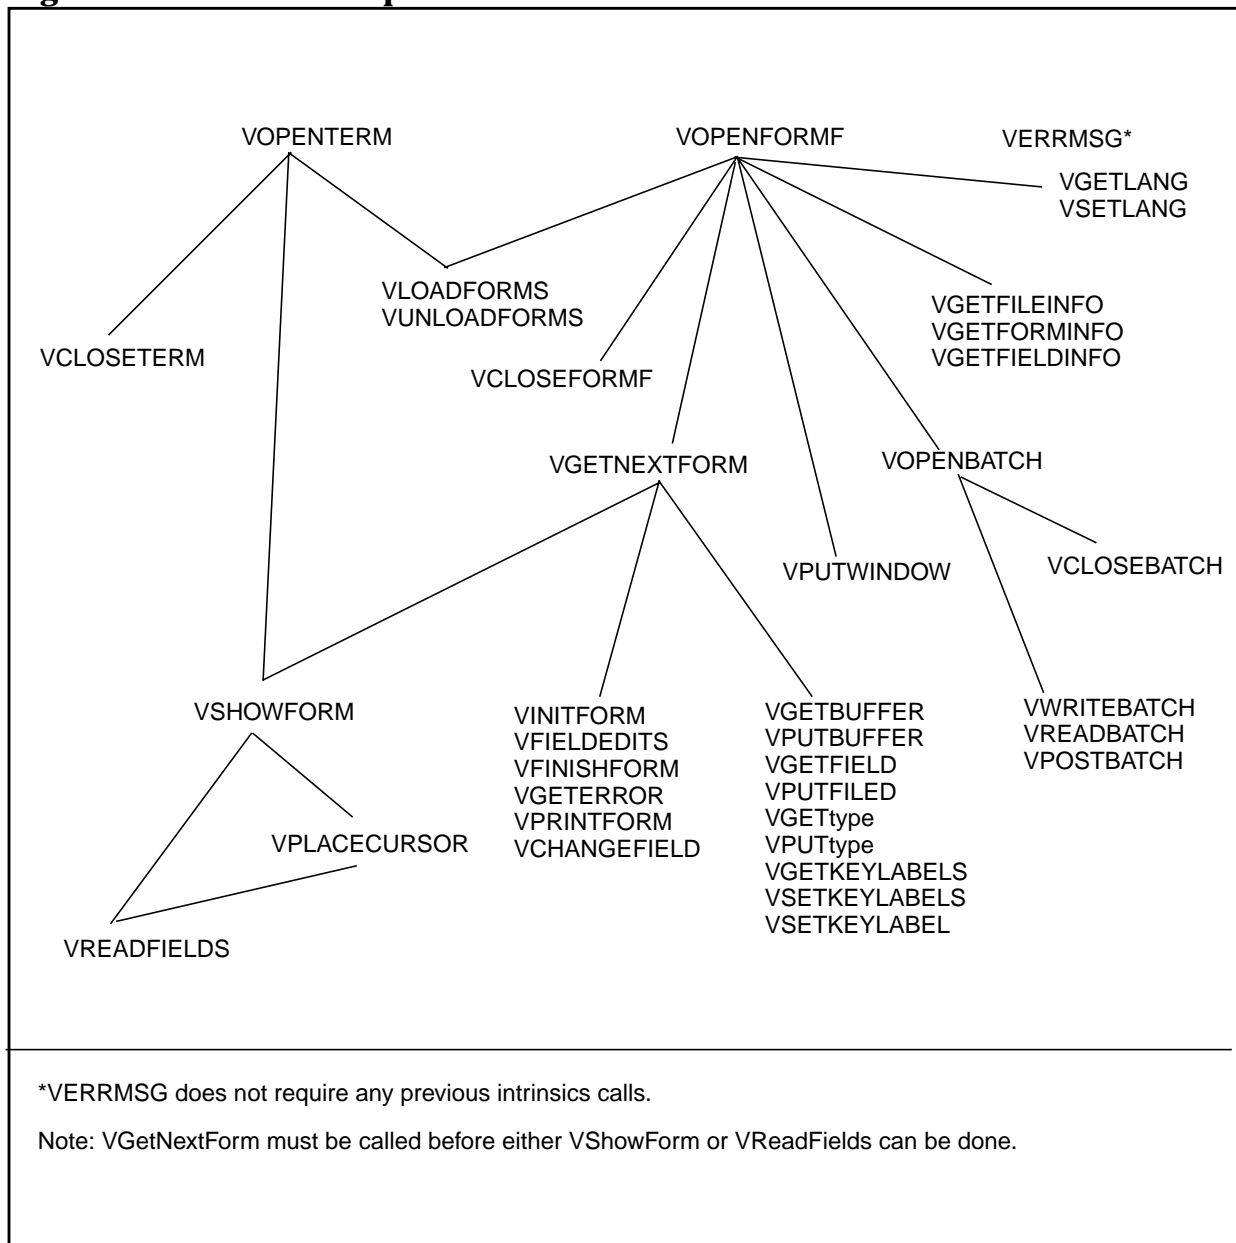 VOPENTERM
VOPENFORMF
VERRMSG*
VGETLANG
VSETLANG
VLOADFORMS
VUNLOADFORMS
VGETFILEINFO
VGETFORMINFO
VGETFIELDINFO
VCLOSETERM
VCLOSEFORMF
VGETNEXTFORM
VOPENBATCH
VPUTWINDOW
VCLOSEBATCH
VSHOWFORM
VINITFORM
VFIELDEDITS
VFINISHFORM
VGETERROR
VPRINTFORM
VCHANGEFIELD
VGETBUFFER
VPUTBUFFER
VGETFIELD
VPUTFILED
VGETtype
VPUTtype
VGETKEYLABELS
VSETKEYLABELS
VSETKEYLABEL
VWRITEBATCH
VREADBATCH
VPOSTBATCH
VPLACECURSOR
VREADFIELDS
*VERRMSG does not require any previous intrinsics calls.
Note: VGetNextForm must be called before either VShowForm or VReadFields can be done.